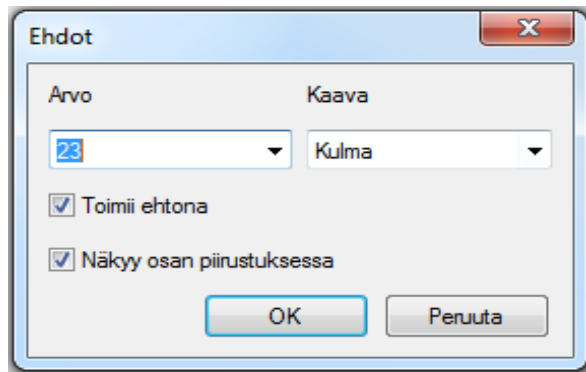 Ehdot
Arvo Kaava
23 Kulma
Toimii ehtona
Näkyy osan piirustuksessa
OK Peruuta